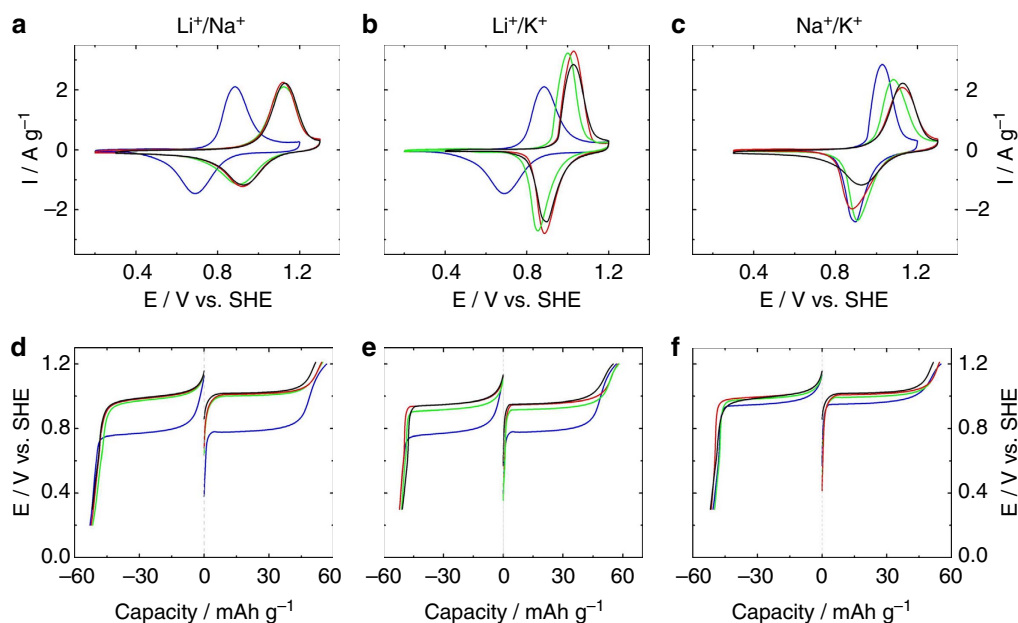 a Li⁺/Na⁺
b Li⁺/K⁺
c Na⁺/K⁺
I / A g⁻¹
2
0
−2
2
0
−2
I / A g⁻¹
0.4 0.8 1.2
0.4 0.8 1.2
0.4 0.8 1.2
E / V vs. SHE
E / V vs. SHE
E / V vs. SHE
d
e
f
E / V vs. SHE
1.2
0.8
0.4
0.0
1.2
0.8
0.4
0.0
E / V vs. SHE
−60 −30 0 30 60
−60 −30 0 30 60
−60 −30 0 30 60
Capacity / mAh g⁻¹
Capacity / mAh g⁻¹
Capacity / mAh g⁻¹